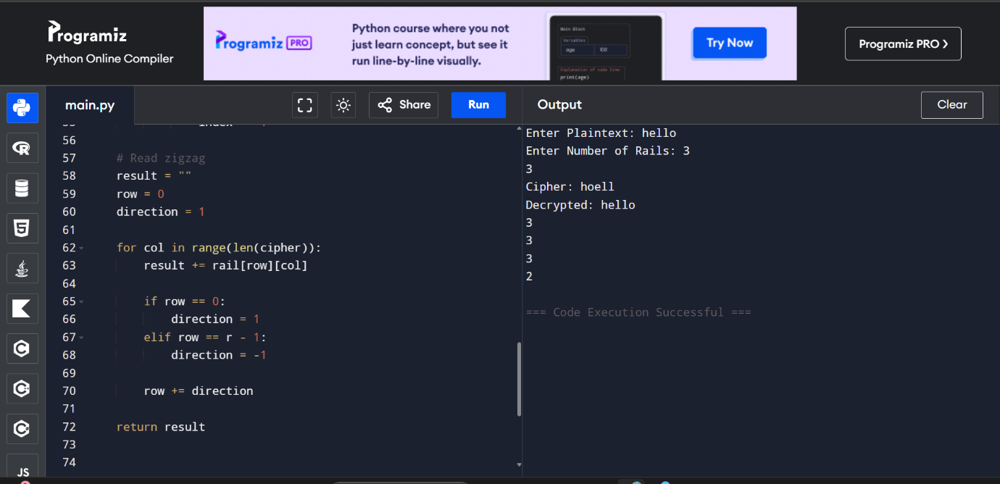 Programiz
Python Online Compiler
Programiz PRO
Python course where you not
just learn concept, but see it
run line-by-line visually.
Main Block
Variables
age 100
Explanation of code line:
print(age)
Try Now
Programiz PRO
main.py
Share
Run
Output
Clear
56
57 # Read zigzag
58 result = ""
59 row = 0
60 direction = 1
61
62 for col in range(len(cipher)):
63 result += rail[row][col]
64
65 if row == 0:
66 direction = 1
67 elif row == r - 1:
68 direction = -1
69
70 row += direction
71
72 return result
73
74
Enter Plaintext: hello
Enter Number of Rails: 3
3
Cipher: hoell
Decrypted: hello
3
3
3
2
=== Code Execution Successful ===
JS